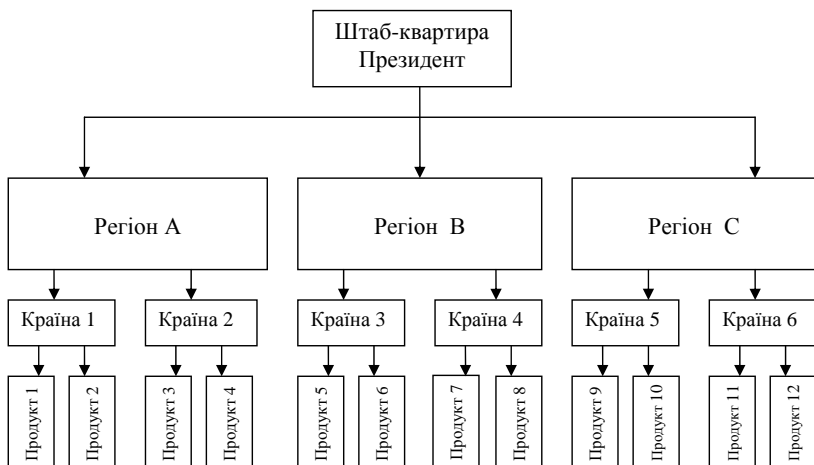 Штаб-квартира
Президент
Регіон А
Регіон В
Регіон С
Країна 1
Країна 2
Країна 3
Країна 4
Країна 5
Країна 6
Продукт 1
Продукт 2
Продукт 3
Продукт 4
Продукт 5
Продукт 6
Продукт 7
Продукт 8
Продукт 9
Продукт 10
Продукт 11
Продукт 12